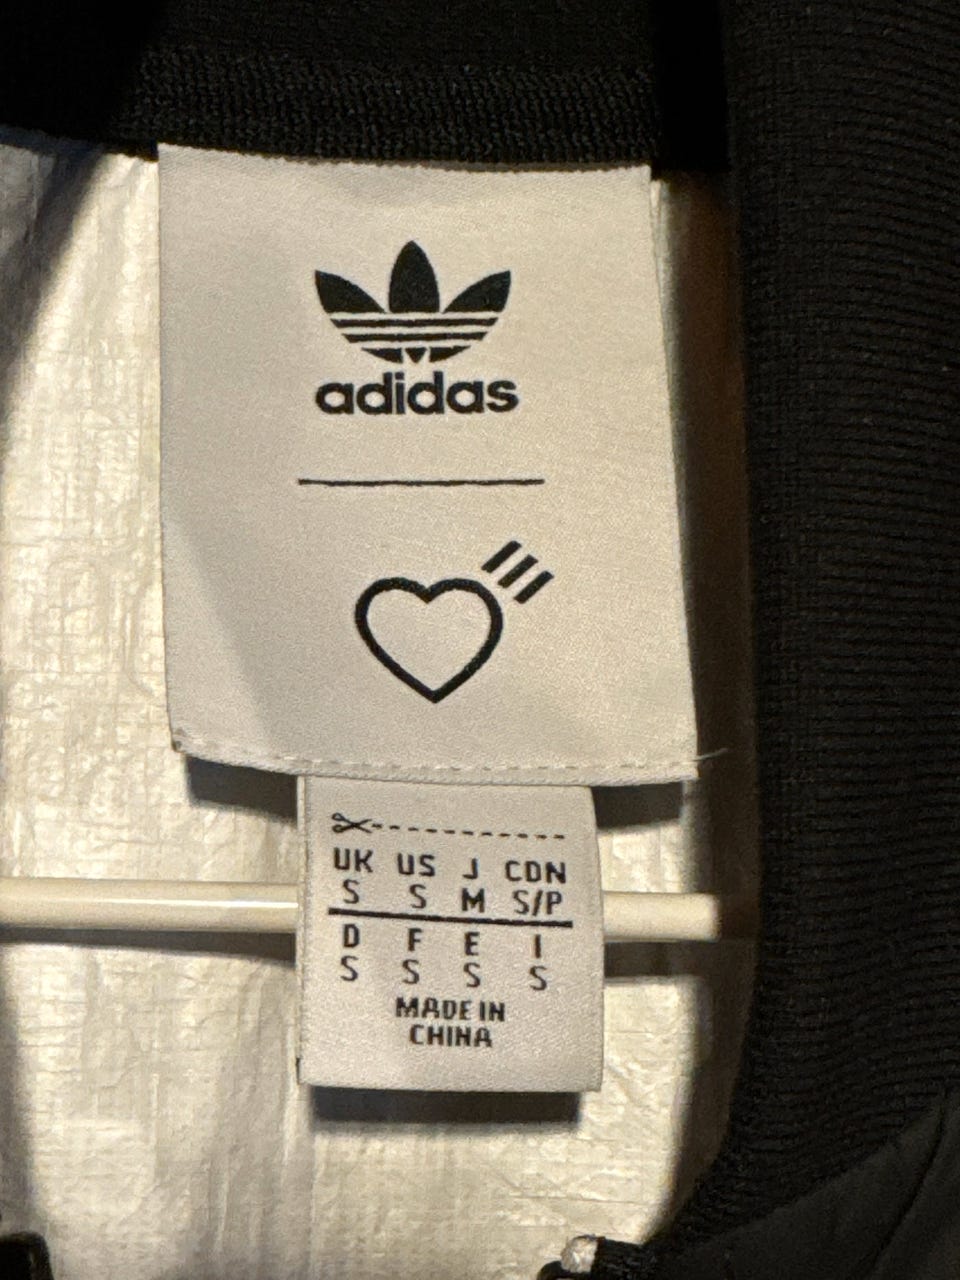 adidas
UK US J CDN
S S M S/P
D F E I
S S S S
MADE IN
CHINA